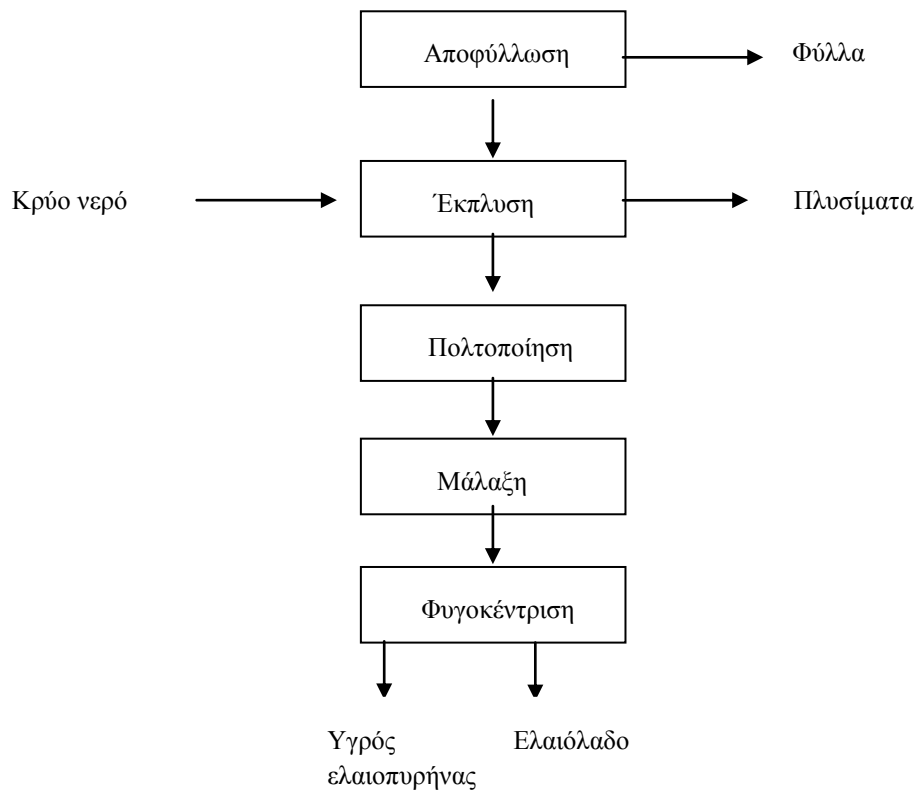 Αποφύλλωση
Φύλλα
Κρύο νερό
Έκπλυση
Πλυσίματα
Πολτοποίηση
Μάλαξη
Φυγοκέντριση
Υγρός
ελαιοπυρήνας
Ελαιόλαδο